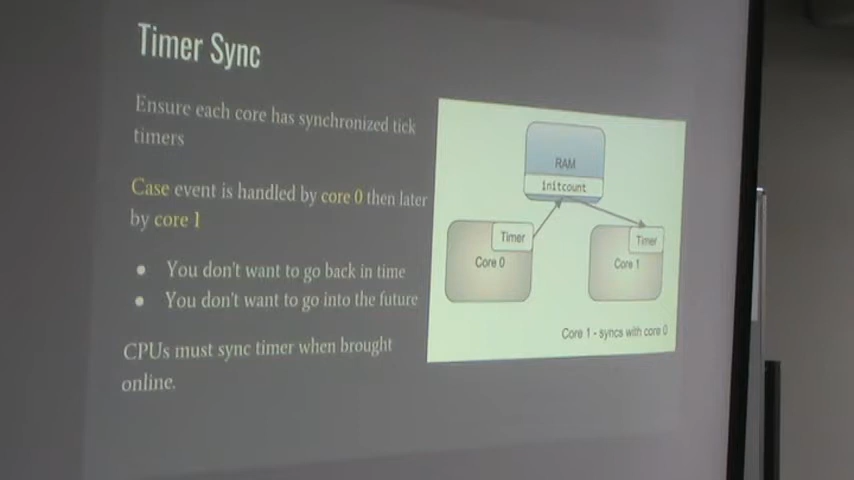 Timer Sync
Ensure each core has synchronized tick
timers
Case event is handled by core 0 then later
by core 1
● You don't want to go back in time
● You don't want to go into the future
CPUs must sync timer when brought
online.
RAM
initcount
Timer
Core 0
Timer
Core 1
Core 1 - syncs with core 0